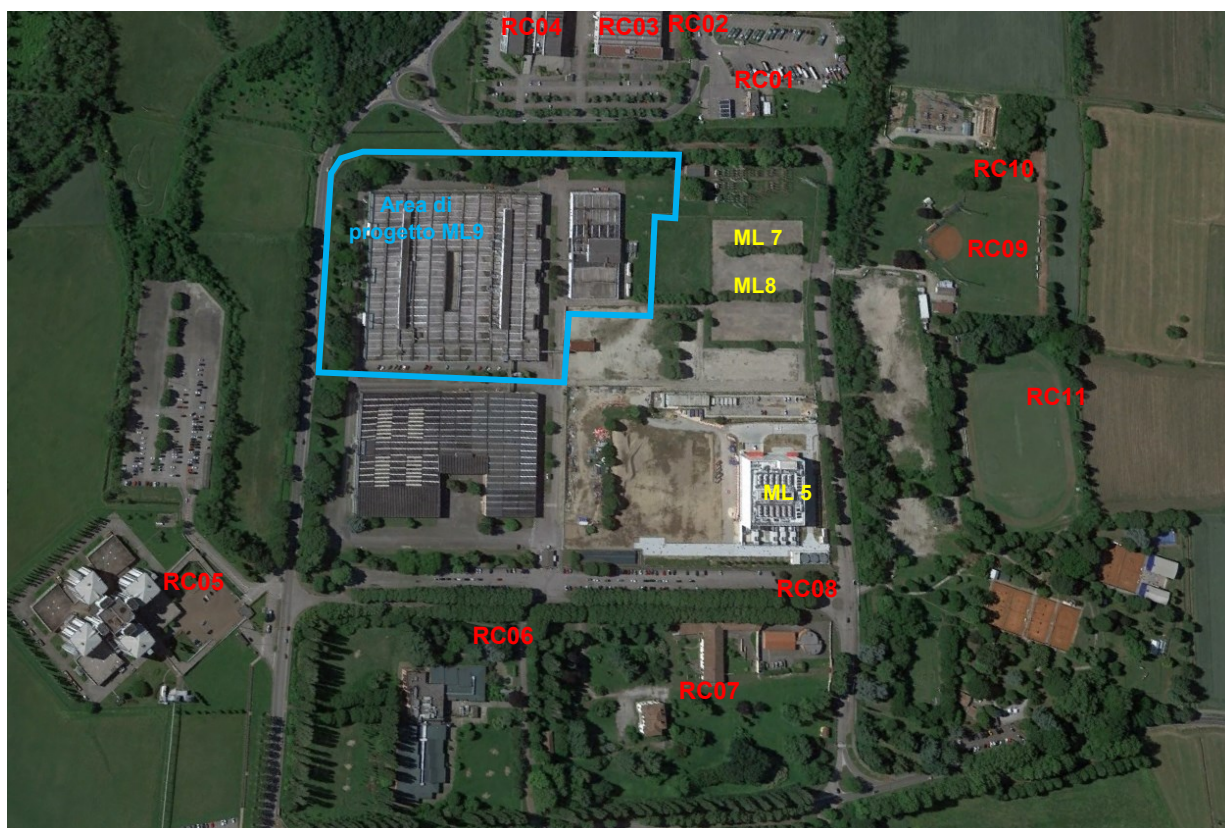 RC04
RC03
RC02
RC01
RC10
Area di
progetto ML9
ML 7
RC09
ML8
RC11
ML 5
RC05
RC08
RC06
RC07